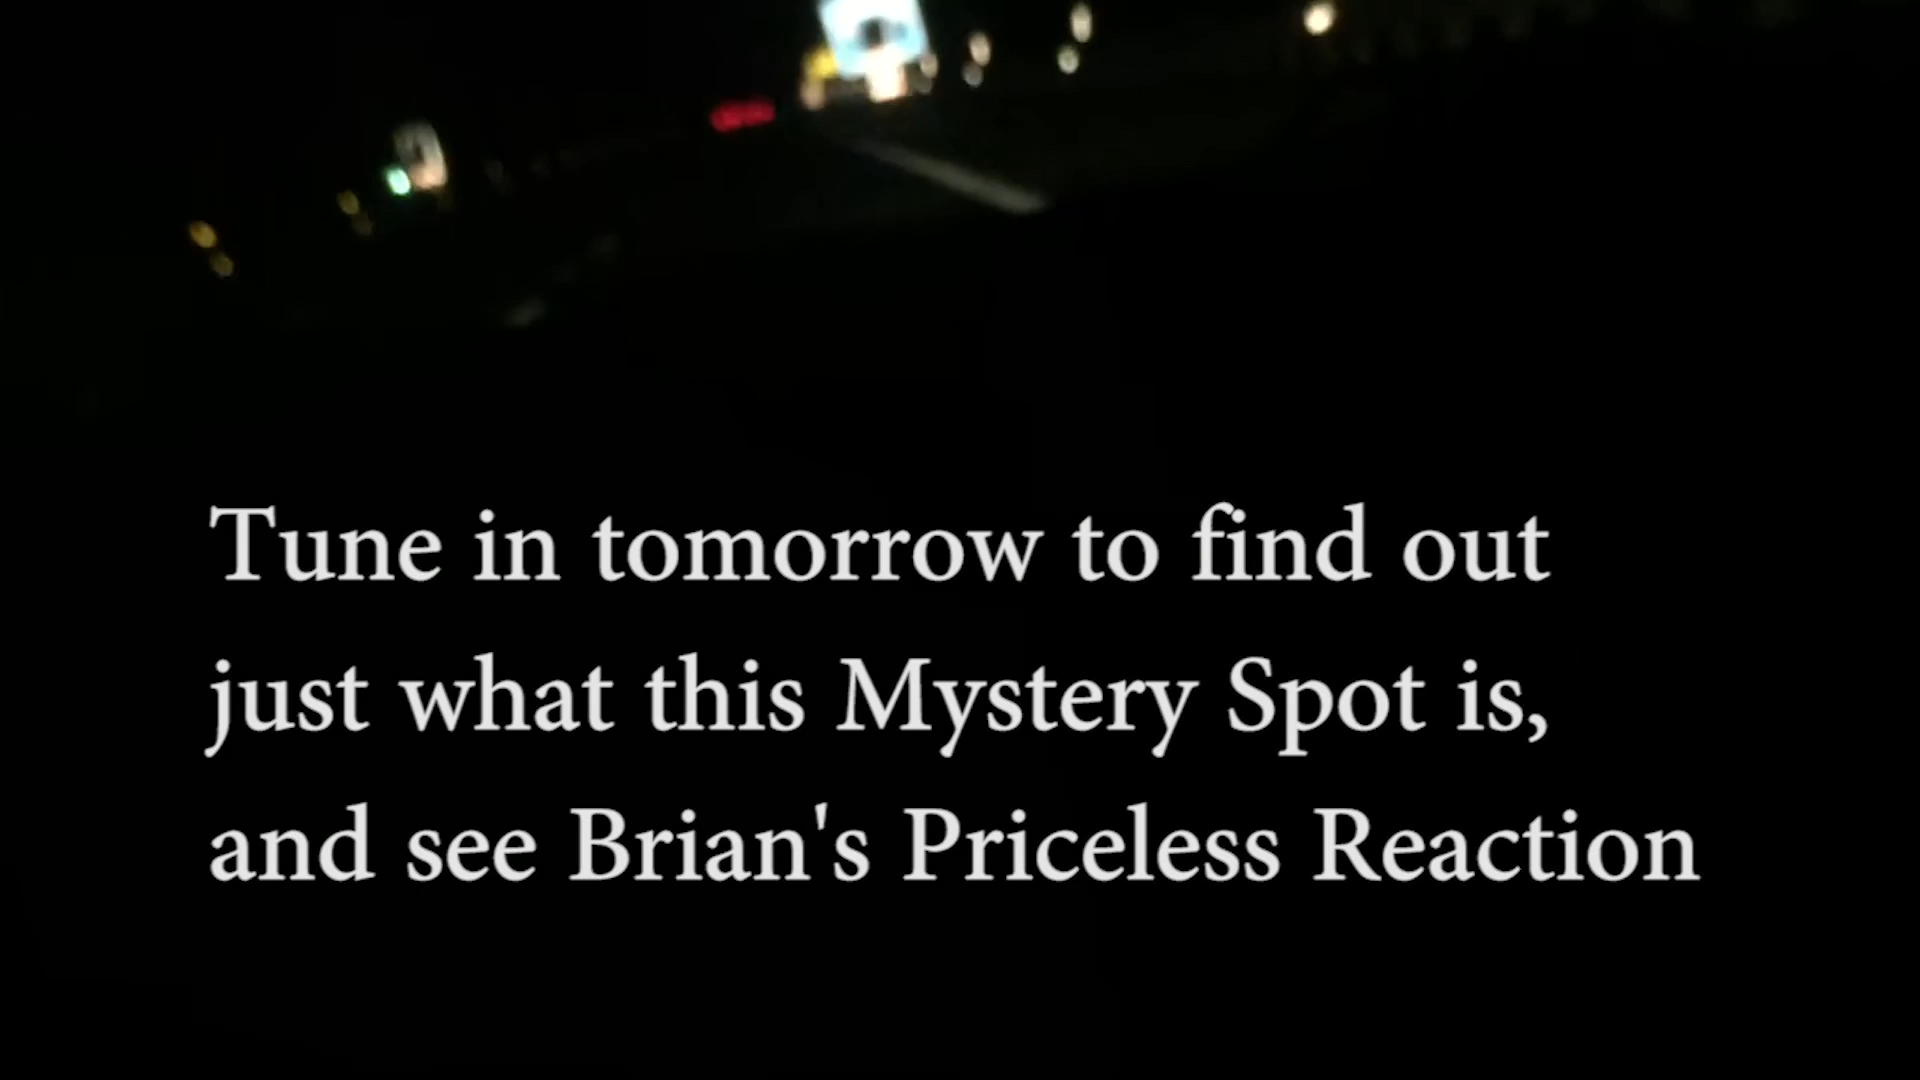 Tune in tomorrow to find out
just what this Mystery Spot is,
and see Brian's Priceless Reaction